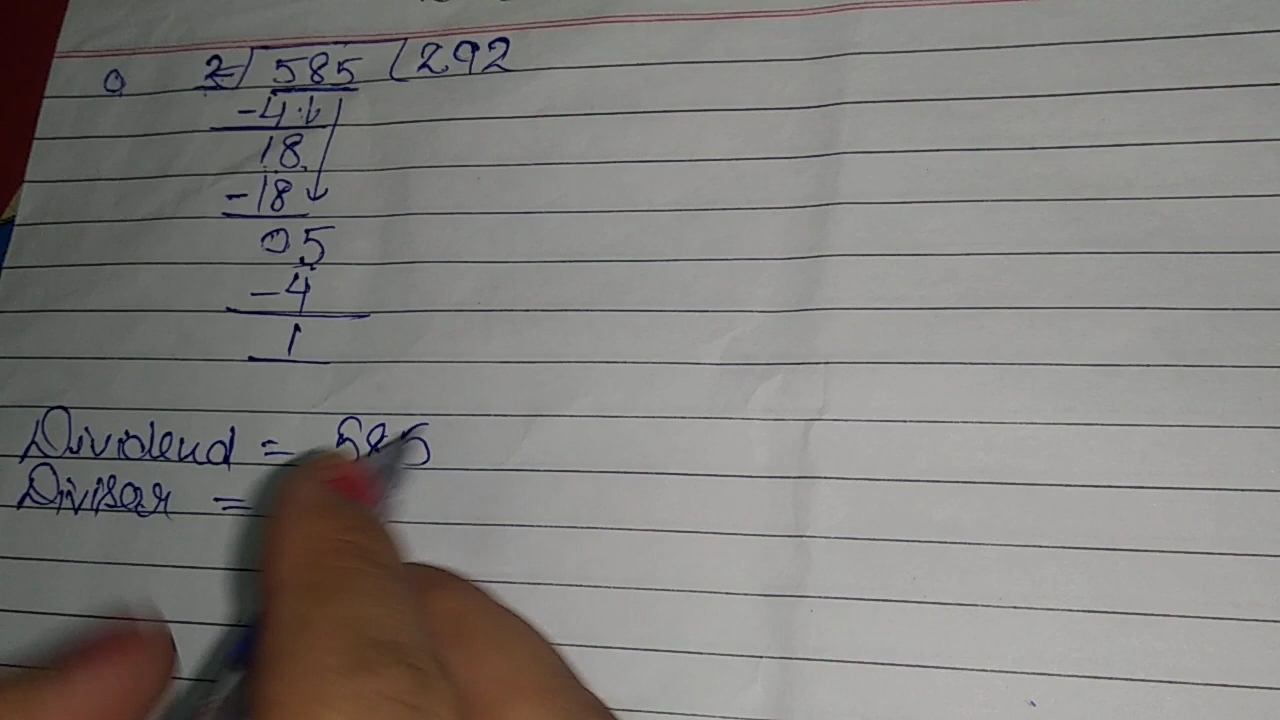 2) 585 (292
-4
18
-18
05
-4
1
Dividend = 585
Divisor =